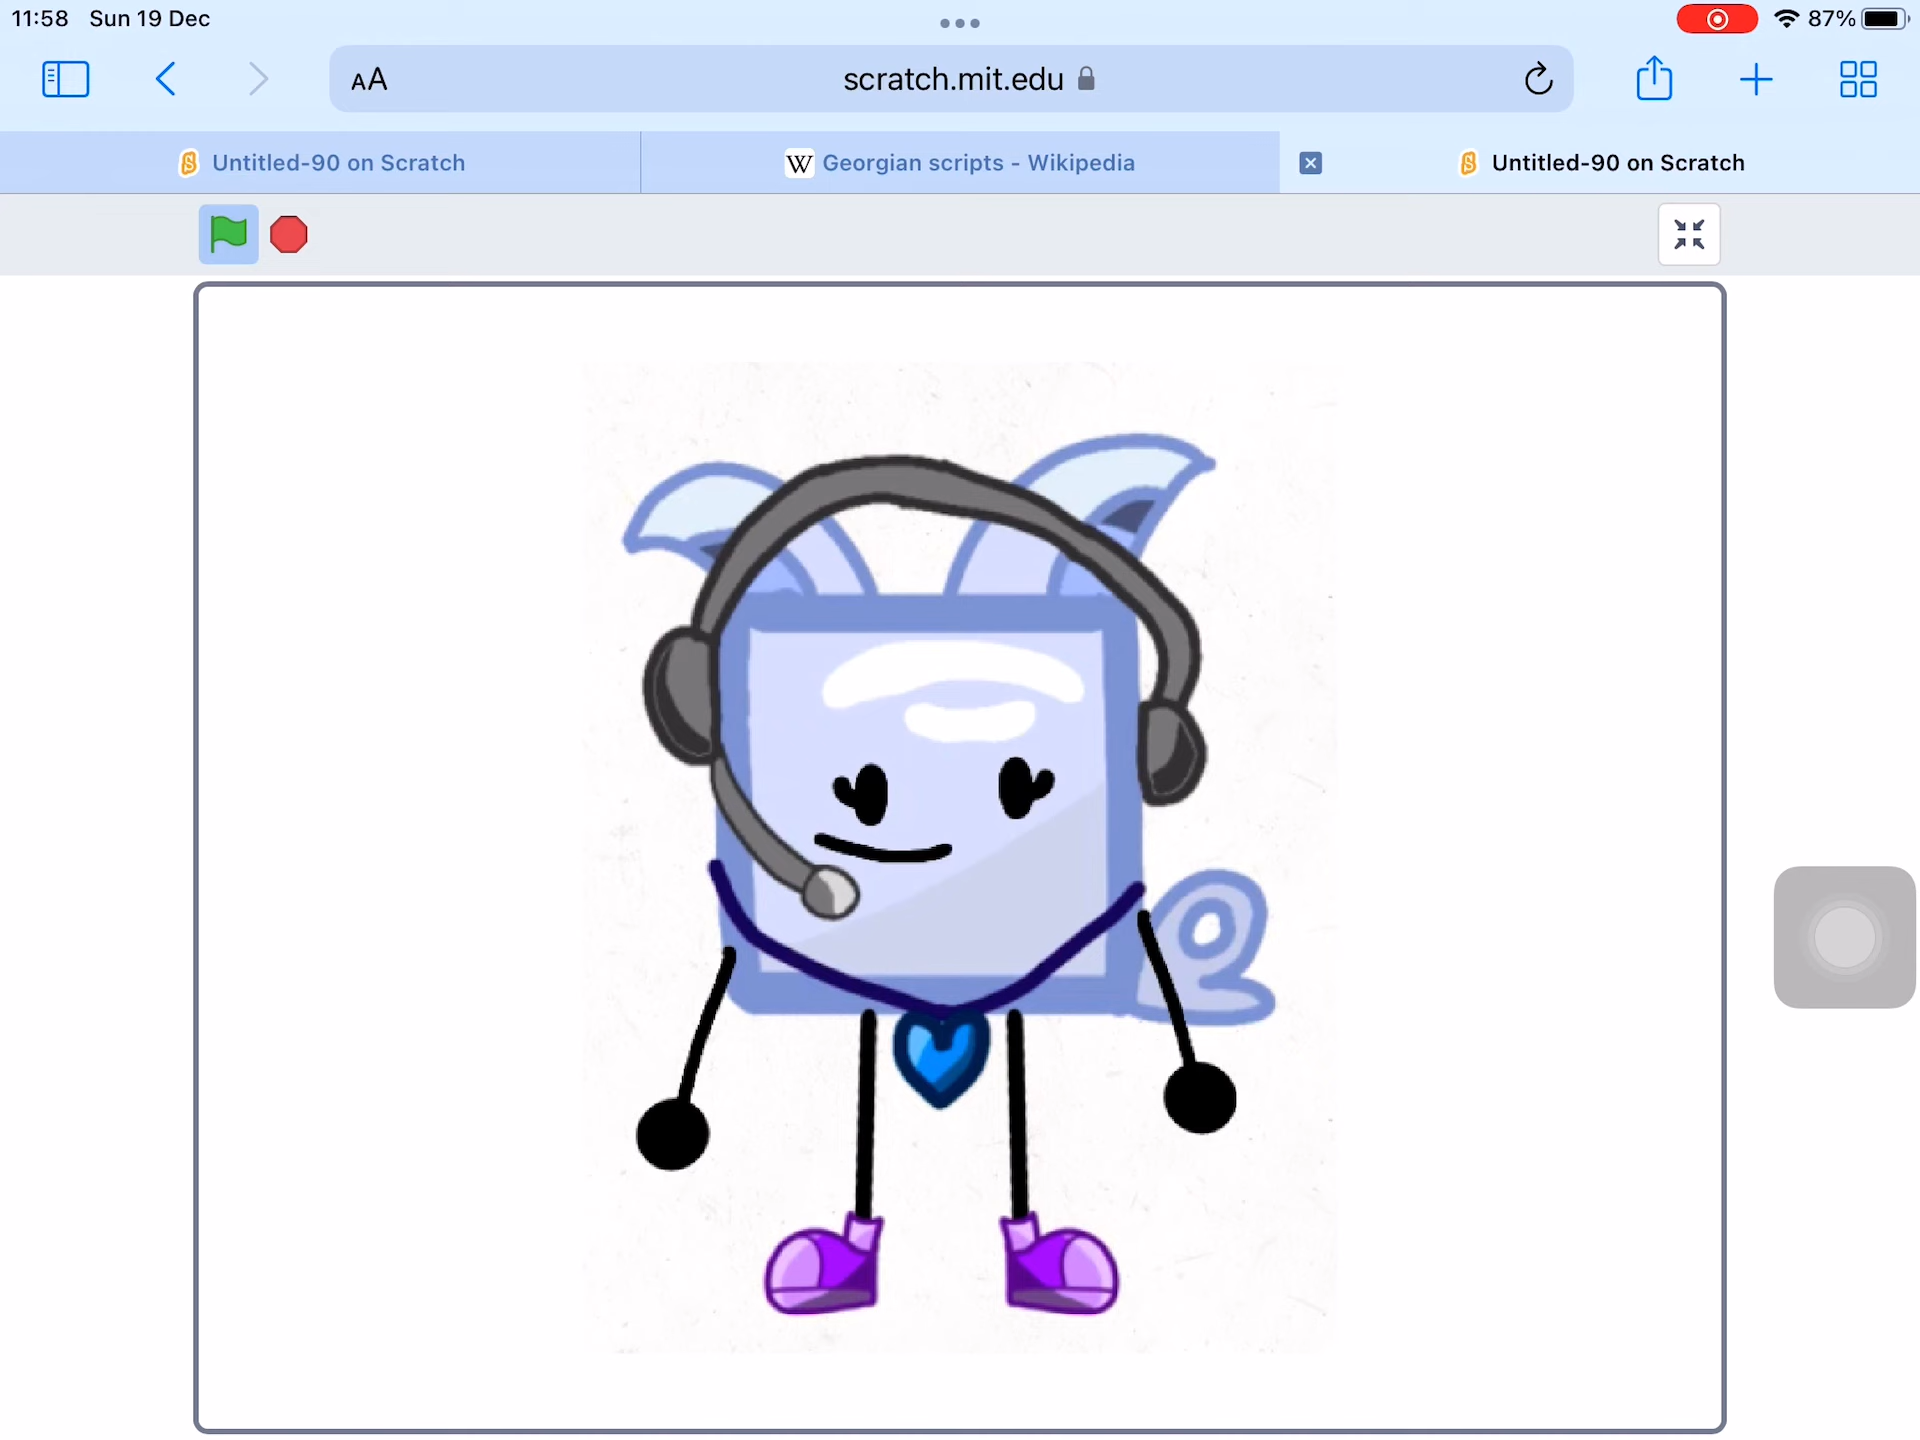 11:58 Sun 19 Dec
87%
AA
scratch.mit.edu
Untitled-90 on Scratch
W Georgian scripts - Wikipedia
Untitled-90 on Scratch